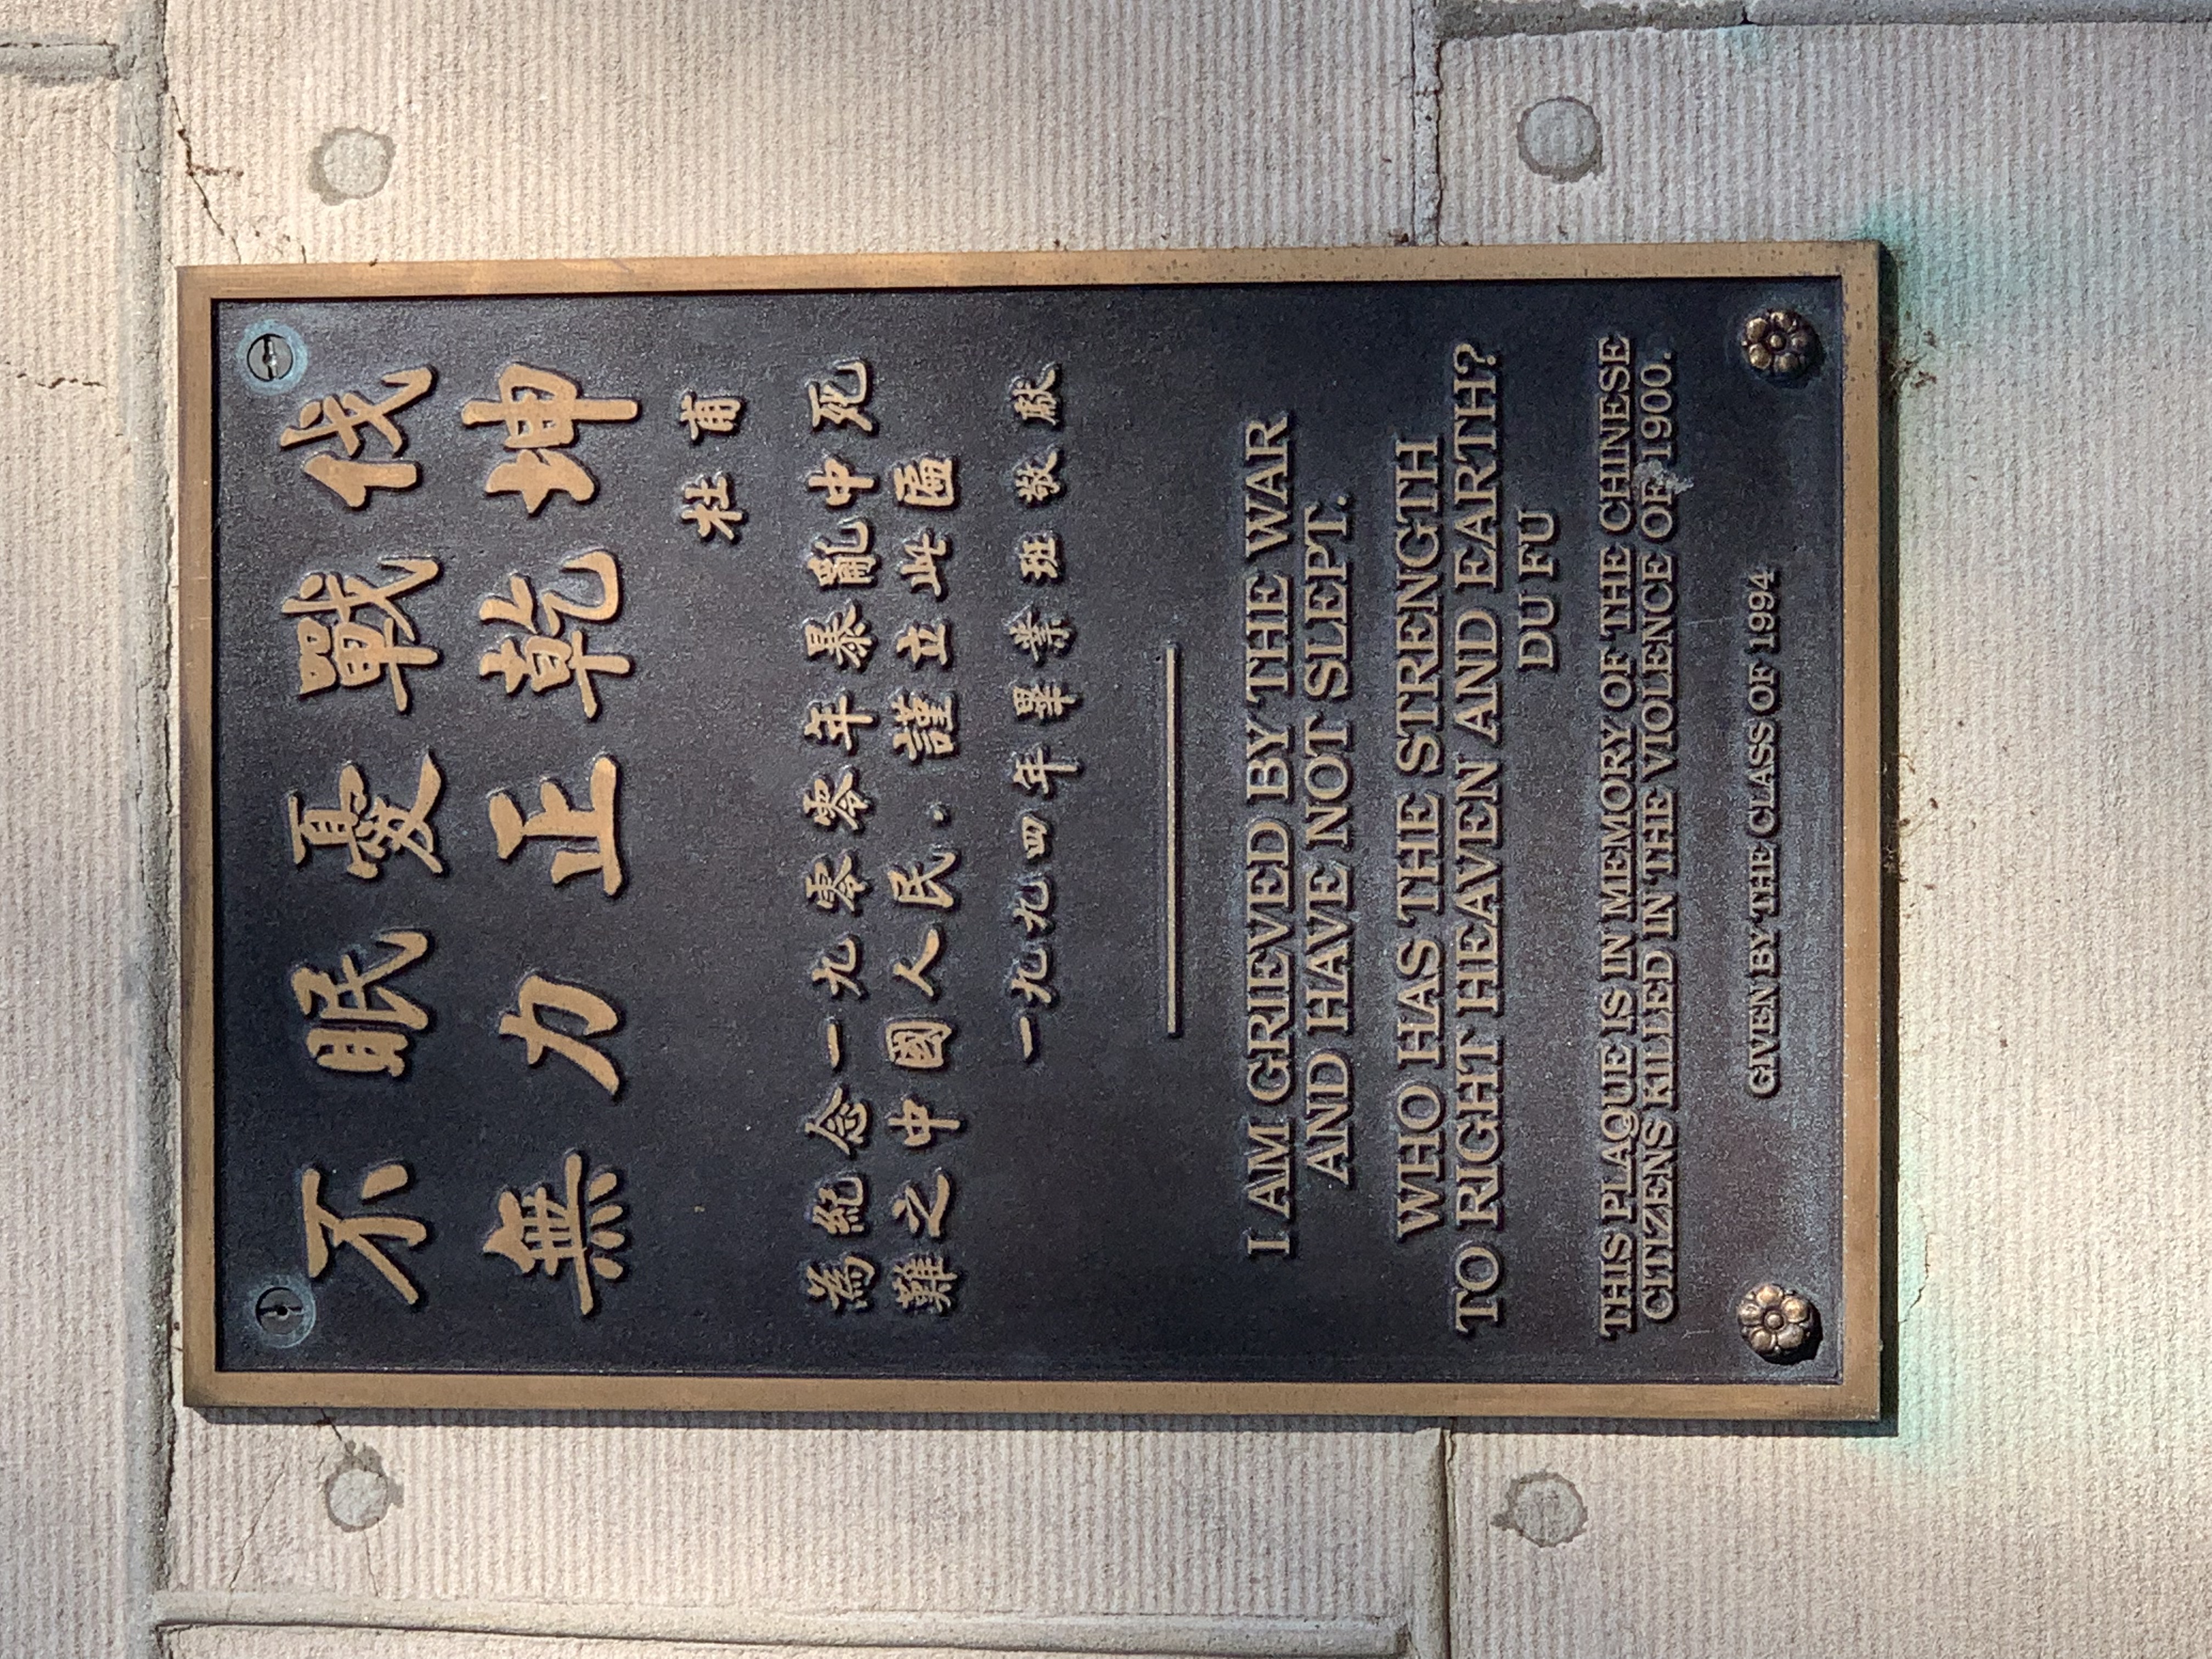 不眠憂戰伐
無力正乾坤
杜甫
為紀念一九零零年暴亂中死
難之中國人民，謹立此匾
一九九四年畢業班敬獻
I AM GRIEVED BY THE WAR
AND HAVE NOT SLEPT.
WHO HAS THE STRENGTH
TO RIGHT HEAVEN AND EARTH?
DU FU
THIS PLAQUE IS IN MEMORY OF THE CHINESE
CITIZENS KILLED IN THE VIOLENCE OF 1900.
GIVEN BY THE CLASS OF 1994